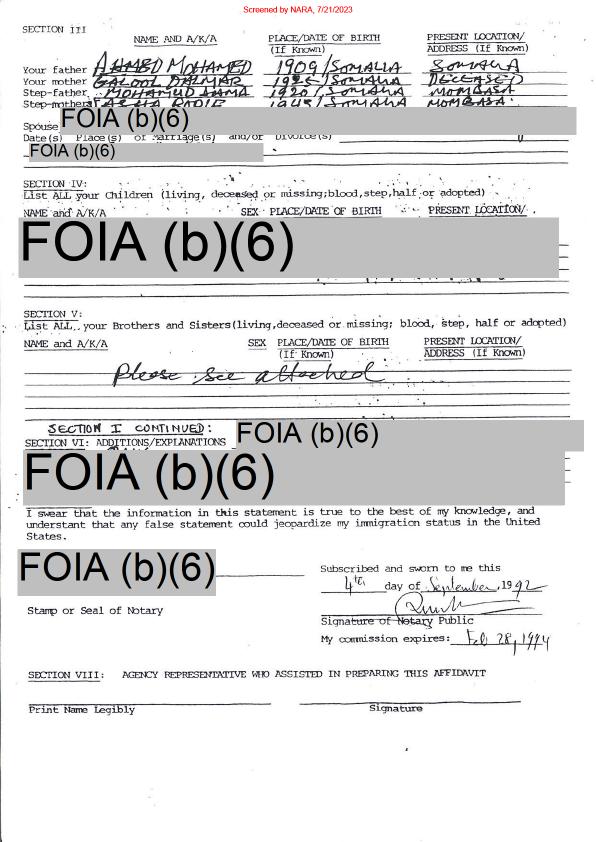 Screened by NARA, 7/21/2023
SECTION III
NAME AND A/K/A PLACE/DATE OF BIRTH PRESENT LOCATION/
(If Known) ADDRESS (If Known)
Your father AHMED MOHAMED 1909/SOMALIA SOMALIA
Your mother DALMAR SOMALIA DECEASED
Step-father MOHAMUD JAMA 1920/SOMALIA MOMBASA
Step-mother SOMALIA MOMBASA
Spouse FOIA (b)(6)
Date(s) Place(s) of Marriage(s) and/or Divorce(s)
FOIA (b)(6)
SECTION IV:
List ALL your Children (living, deceased or missing;blood,step,half or adopted)
NAME and A/K/A SEX PLACE/DATE OF BIRTH PRESENT LOCATION/
FOIA (b)(6)
SECTION V:
List ALL your Brothers and Sisters(living,deceased or missing; blood, step, half or adopted)
NAME and A/K/A SEX PLACE/DATE OF BIRTH PRESENT LOCATION/
(If Known) ADDRESS (If Known)
Please see attached
SECTION I CONTINUED:
SECTION VI: ADDITIONS/EXPLANATIONS FOIA (b)(6)
FOIA (b)(6)
I swear that the information in this statement is true to the best of my knowledge, and
understand that any false statement could jeopardize my immigration status in the United
States.
FOIA (b)(6)
Subscribed and sworn to me this
4th day of September, 1992
Stamp or Seal of Notary
Signature of Notary Public
My commission expires: Feb 28, 1994
SECTION VIII: AGENCY REPRESENTATIVE WHO ASSISTED IN PREPARING THIS AFFIDAVIT
Print Name Legibly Signature